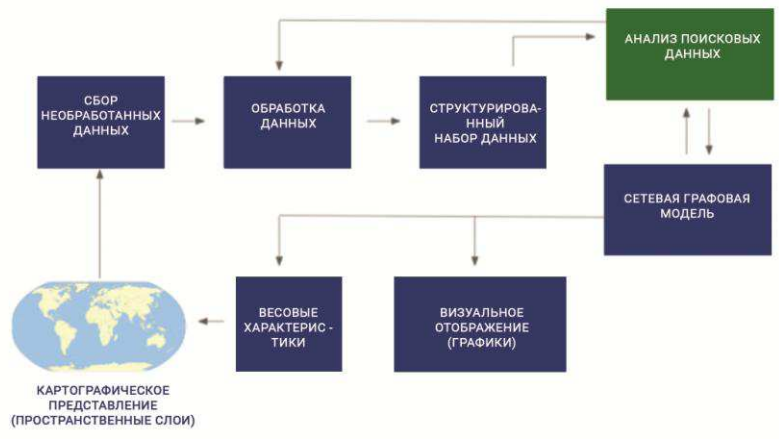 АНАЛИЗ ПОИСКОВЫХ
ДАННЫХ
СБОР
НЕОБРАБОТАННЫХ
ДАННЫХ
ОБРАБОТКА
ДАННЫХ
СТРУКТУРИРОВА-
ННЫЙ
НАБОР ДАННЫХ
СЕТЕВАЯ ГРАФОВАЯ
МОДЕЛЬ
ВЕСОВЫЕ
ХАРАКТЕРИС -
ТИКИ
ВИЗУАЛЬНОЕ
ОТОБРАЖЕНИЕ
(ГРАФИКИ)
КАРТОГРАФИЧЕСКОЕ
ПРЕДСТАВЛЕНИЕ
(ПРОСТРАНСТВЕННЫЕ СЛОИ)